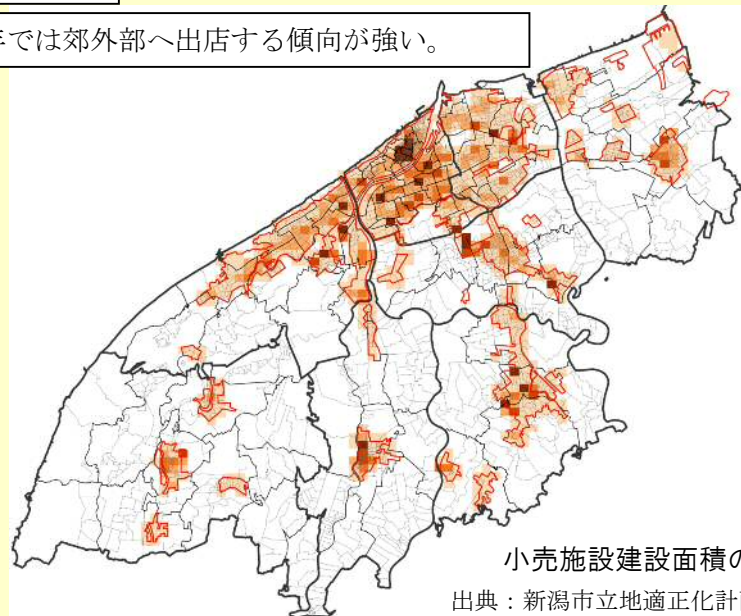 では郊外部へ出店する傾向が強い。
小売施設建設面積の
出典：新潟市立地適正化計